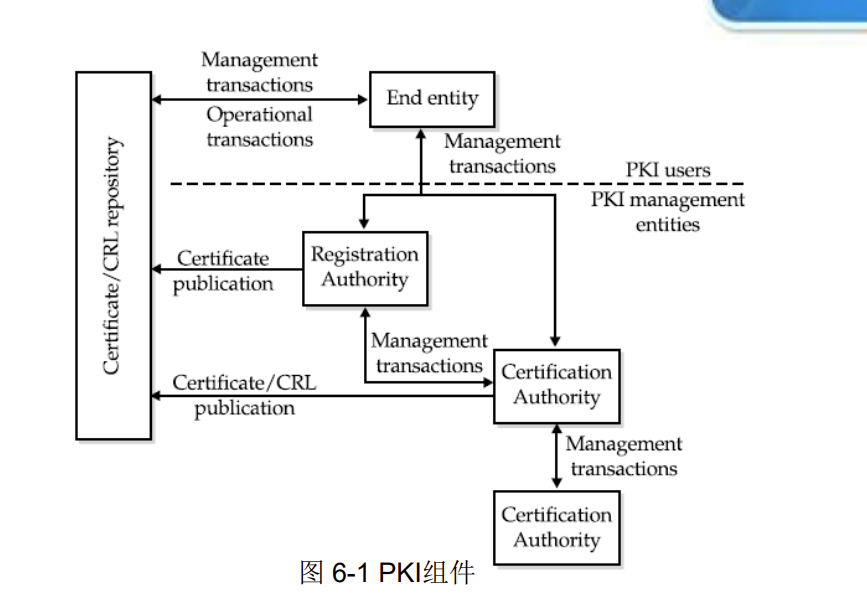 Management
transactions
Operational
transactions
End entity
Management
transactions
PKI users
PKI management
entities
Certificate/CRL repository
Certificate
publication
Registration
Authority
Management
transactions
Certificate/CRL
publication
Certification
Authority
Management
transactions
Certification
Authority
图 6-1 PKI组件